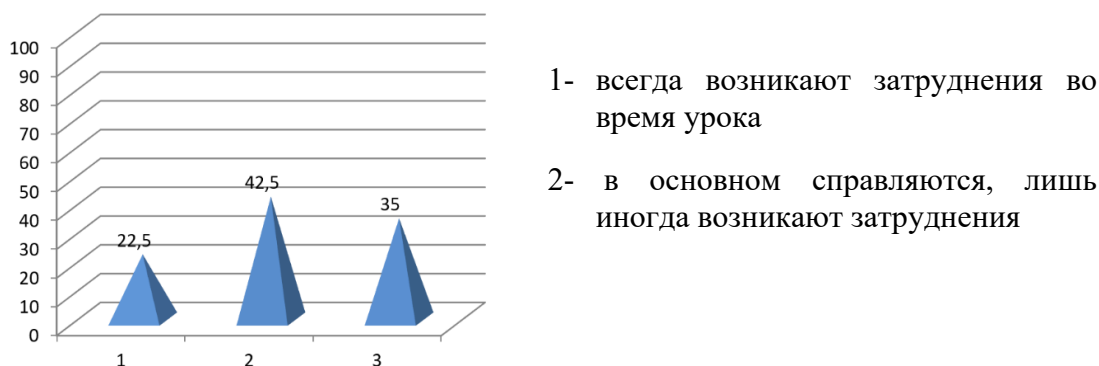 100
90
80
70
60
50
40
30
20
10
0
22,5
42,5
35
1 2 3
1- всегда возникают затруднения во
время урока
2- в основном справляются, лишь
иногда возникают затруднения